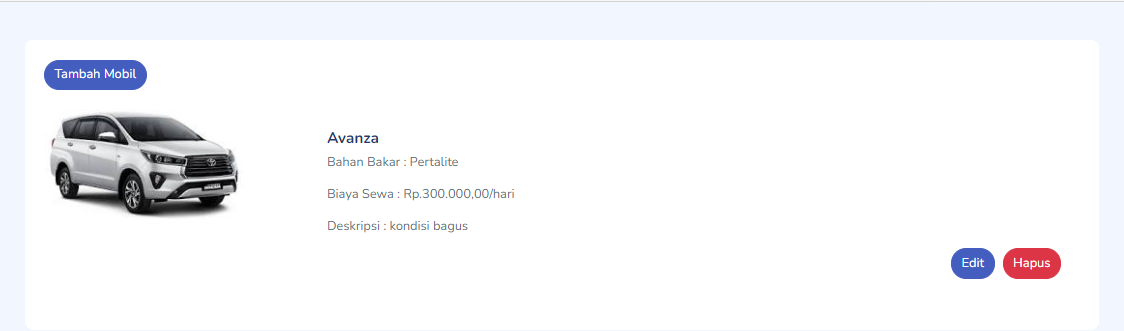 Tambah Mobil
Avanza
Bahan Bakar : Pertalite
Biaya Sewa : Rp.300.000,00/hari
Deskripsi : kondisi bagus
Edit
Hapus